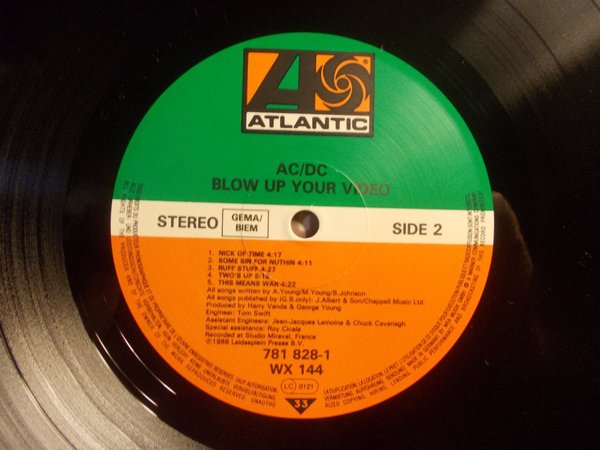 ATLANTIC
®
AC/DC
BLOW UP YOUR VIDEO
STEREO
GEMA/
BIEM
SIDE 2
1. NICK OF TIME 4:17
2. SOME SIN FOR NUTHIN 4:11
3. RUFF STUFF 4:27
4. TWO'S UP 5:19
5. THIS MEANS WAR 4:22
All songs written by A.Young/M.Young/B.Johnson
All songs published by (G.B.only): J.Albert & Son/Chappell Music Ltd.
Produced by Harry Vanda & George Young
Engineer: Tom Swift
Assistant Engineers: Jean-Jacques Lemoine & Chuck Cavanagh
Special assistance: Roy Cicala
Recorded at Studio Miraval, France
℗1988 Leidseplein Presse B.V.
781 828-1
WX 144
LC 0121
33